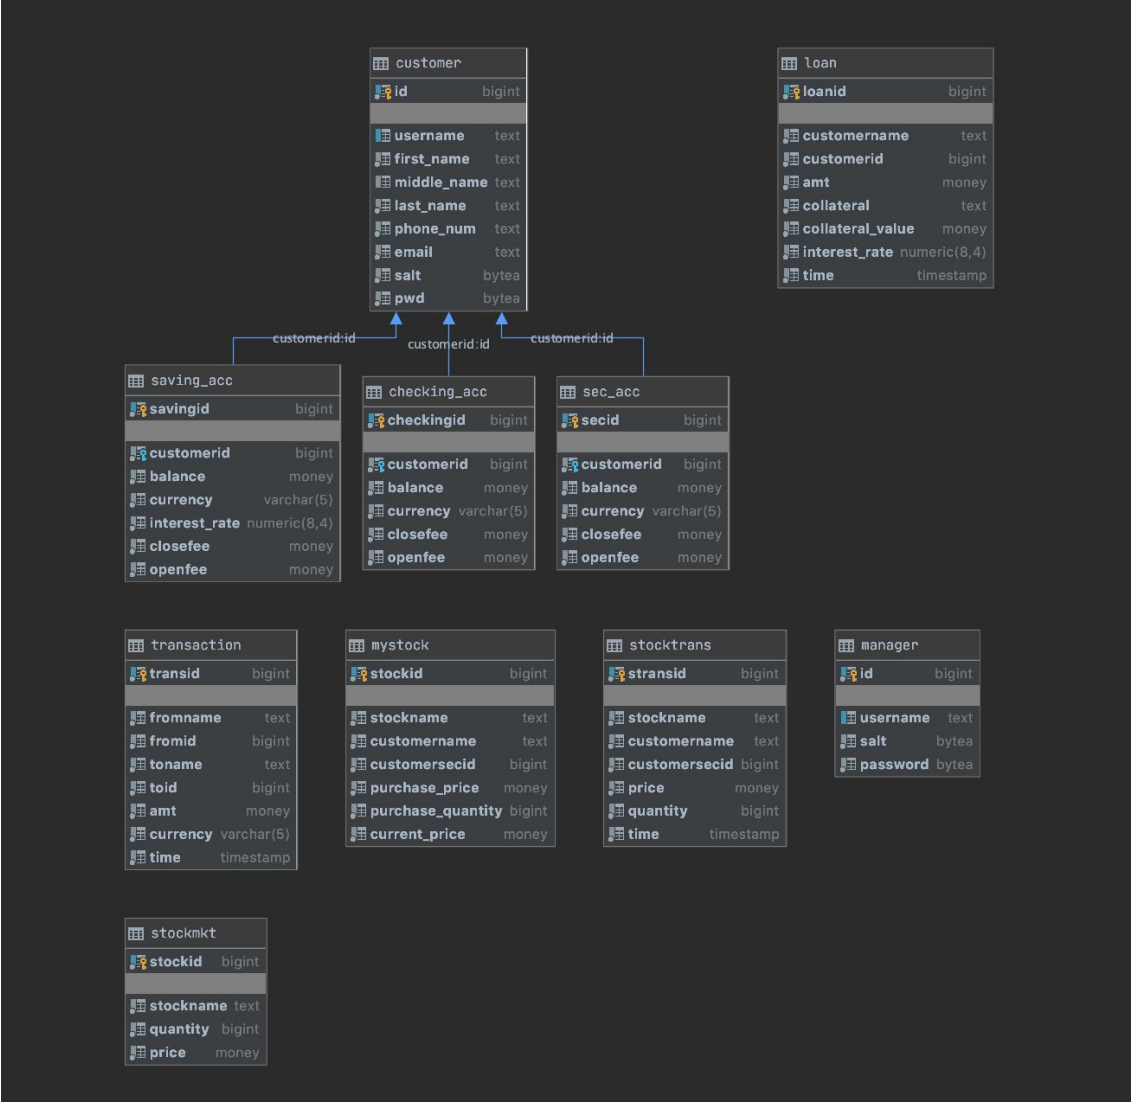 customer
id bigint
username text
first_name text
middle_name text
last_name text
phone_num text
email text
salt bytea
pwd bytea
loan
loanid bigint
customername text
customerid bigint
amt money
collateral text
collateral_value money
interest_rate numeric(8,4)
time timestamp
customerid:id
customerid:id
customerid:id
saving_acc
savingid bigint
customerid bigint
balance money
currency varchar(5)
interest_rate numeric(8,4)
closefee money
openfee money
checking_acc
checkingid bigint
customerid bigint
balance money
currency varchar(5)
closefee money
openfee money
sec_acc
secid bigint
customerid bigint
balance money
currency varchar(5)
closefee money
openfee money
transaction
transid bigint
fromname text
fromid bigint
toname text
toid bigint
amt money
currency varchar(5)
time timestamp
mystock
stockid bigint
stockname text
customername text
customersecid bigint
purchase_price money
purchase_quantity bigint
current_price money
stocktrans
stransid bigint
stockname text
customername text
customersecid bigint
price money
quantity bigint
time timestamp
manager
id bigint
username text
salt bytea
password bytea
stockmkt
stockid bigint
stockname text
quantity bigint
price money